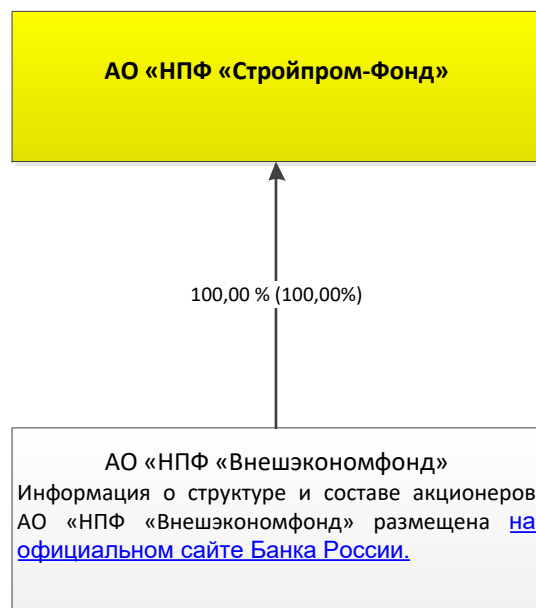 АО «НПФ «Стройпром-Фонд»
100,00 % (100,00%)
АО «НПФ «Внешэкономфонд»
Информация о структуре и составе акционеров
АО «НПФ «Внешэкономфонд» размещена на
официальном сайте Банка России.